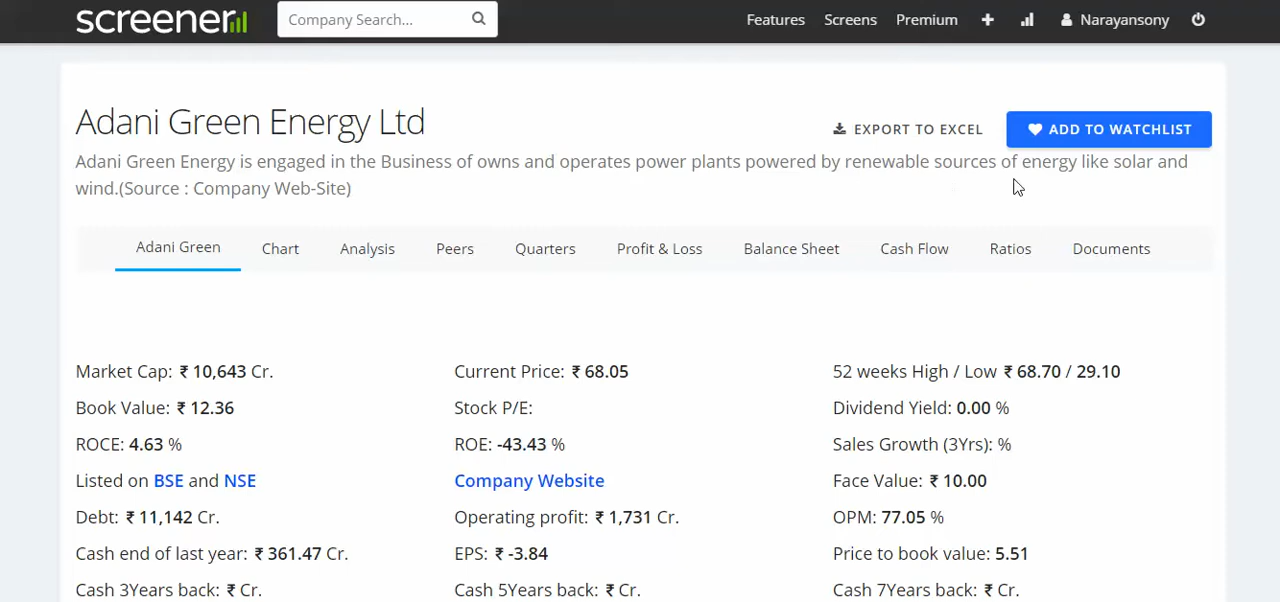 screener Company Search... Features Screens Premium Narayansony
Adani Green Energy Ltd
EXPORT TO EXCEL ADD TO WATCHLIST
Adani Green Energy is engaged in the Business of owns and operates power plants powered by renewable sources of energy like solar and
wind.(Source : Company Web-Site)
Adani Green Chart Analysis Peers Quarters Profit & Loss Balance Sheet Cash Flow Ratios Documents
Market Cap: ₹ 10,643 Cr. Current Price: ₹ 68.05 52 weeks High / Low ₹ 68.70 / 29.10
Book Value: ₹ 12.36 Stock P/E: Dividend Yield: 0.00 %
ROCE: 4.63 % ROE: -43.43 % Sales Growth (3Yrs): %
Listed on BSE and NSE Company Website Face Value: ₹ 10.00
Debt: ₹ 11,142 Cr. Operating profit: ₹ 1,731 Cr. OPM: 77.05 %
Cash end of last year: ₹ 361.47 Cr. EPS: ₹ -3.84 Price to book value: 5.51
Cash 3Years back: ₹ Cr. Cash 5Years back: ₹ Cr. Cash 7Years back: ₹ Cr.